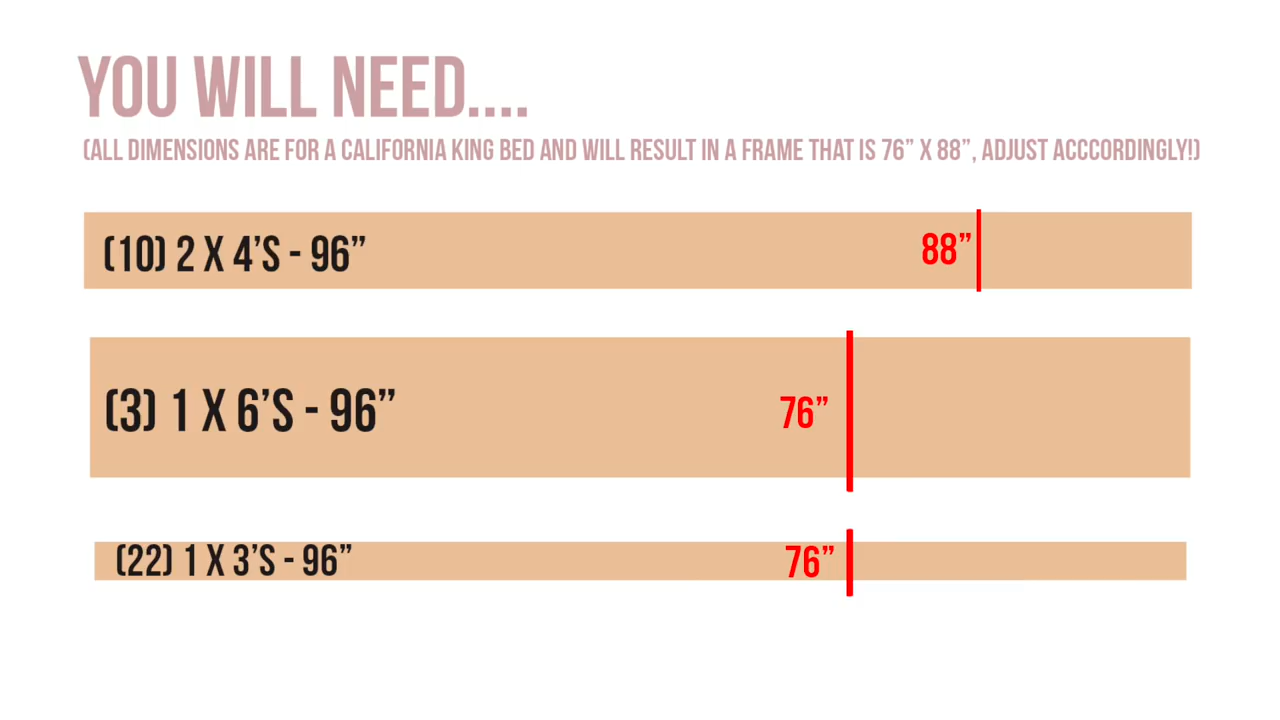 YOU WILL NEED....
(ALL DIMENSIONS ARE FOR A CALIFORNIA KING BED AND WILL RESULT IN A FRAME THAT IS 76” X 88”, ADJUST ACCCORDINGLY!)
(10) 2 X 4’S - 96” 88”
(3) 1 X 6’S - 96” 76”
(22) 1 X 3’S - 96” 76”